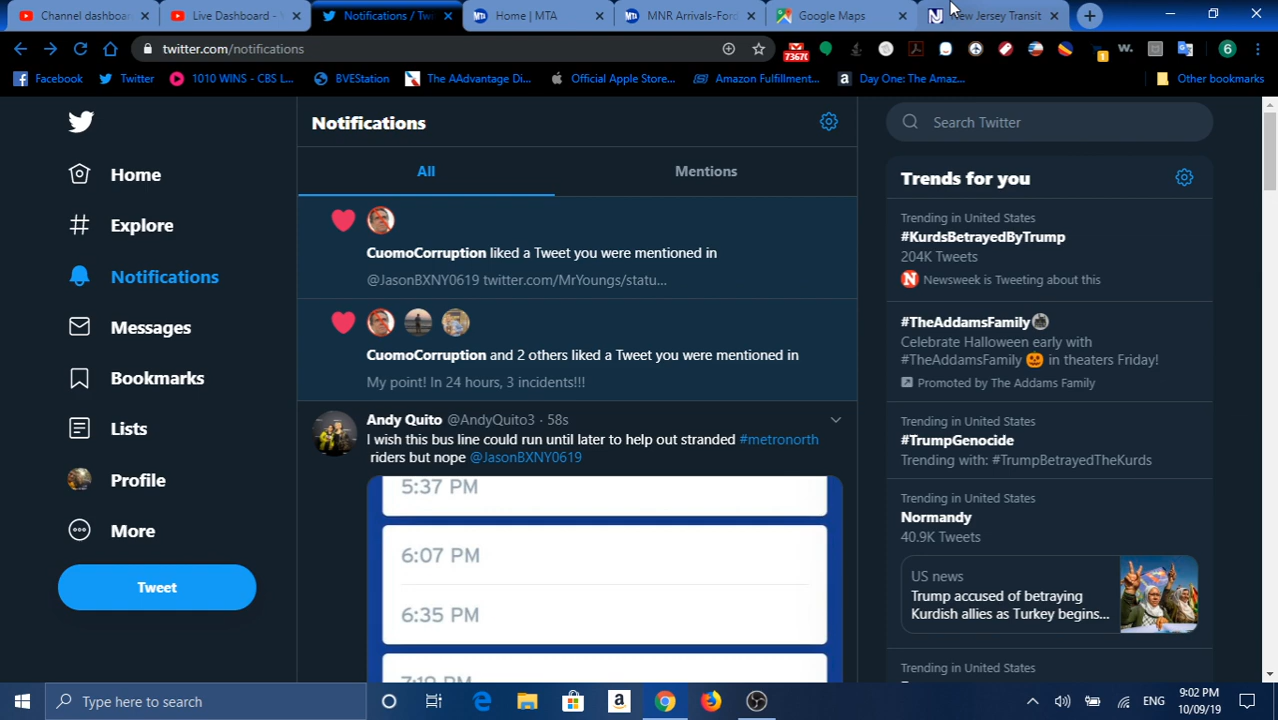 Channel dashboa
Live Dashboard - 
Notifications / Tw
Home | MTA
MNR Arrivals-Ford
Google Maps
New Jersey Transit
twitter.com/notifications
7367
G
6
Facebook
Twitter
1010 WINS - CBS L...
BVEStation
The AAdvantage Di...
Official Apple Store...
Amazon Fulfillment...
Day One: The Amaz...
Other bookmarks
Home
Explore
Notifications
Messages
Bookmarks
Lists
Profile
More
Tweet
Notifications
All
Mentions
CuomoCorruption liked a Tweet you were mentioned in
@JasonBXNY0619 twitter.com/MrYoungs/statu...
CuomoCorruption and 2 others liked a Tweet you were mentioned in
My point! In 24 hours, 3 incidents!!!
Andy Quito @AndyQuito3 · 58s
I wish this bus line could run until later to help out stranded #metronorth
riders but nope @JasonBXNY0619
5:37 PM
6:07 PM
6:35 PM
Search Twitter
Trends for you
Trending in United States
#KurdsBetrayedByTrump
204K Tweets
Newsweek is Tweeting about this
#TheAddamsFamily
Celebrate Halloween early with
#TheAddamsFamily 🎃 in theaters Friday!
Promoted by The Addams Family
Trending in United States
#TrumpGenocide
Trending with: #TrumpBetrayedTheKurds
Trending in United States
Normandy
40.9K Tweets
US news
Trump accused of betraying
Kurdish allies as Turkey begins...
Trending in United States
Type here to search
ENG
9:02 PM
10/09/19